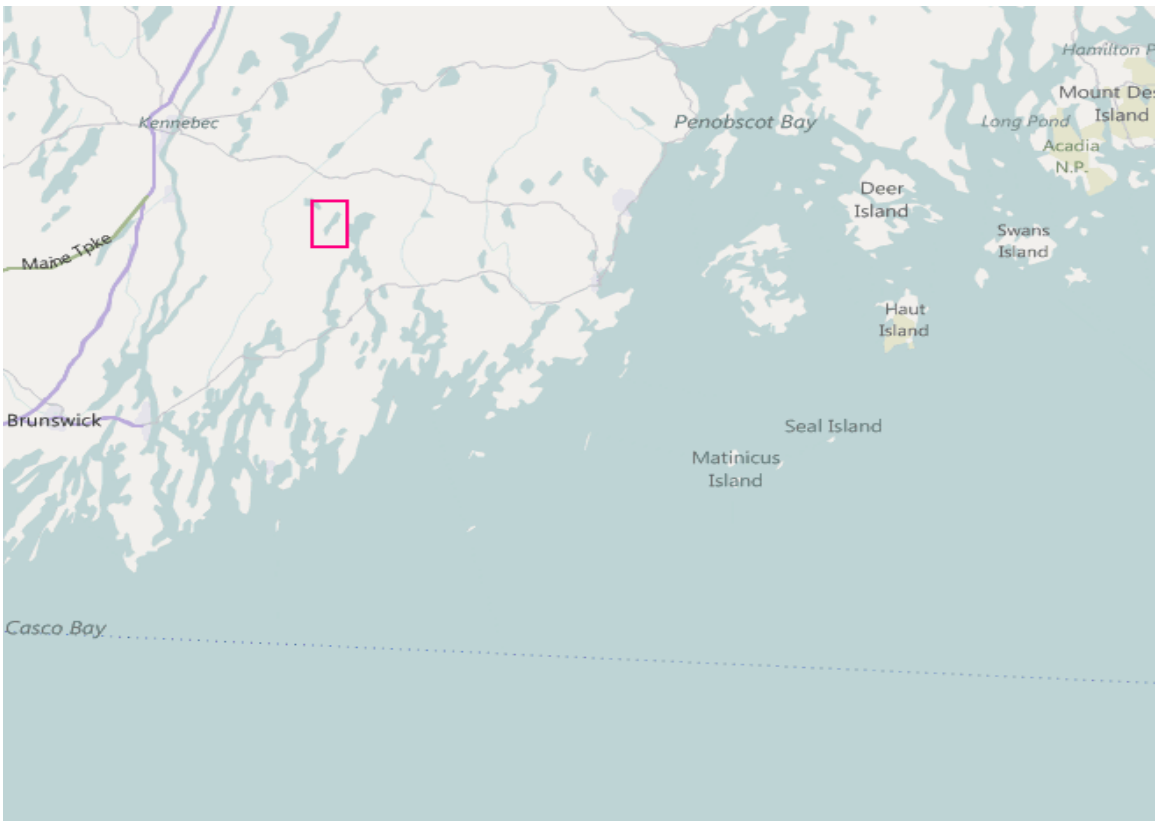 Hamilton P
Mount Des
Island
Kennebec
Penobscot Bay
Long Pond
Acadia
N.P.
Deer
Island
Maine Tpke
Swans
Island
Haut
Island
Brunswick
Seal Island
Matinicus
Island
Casco Bay